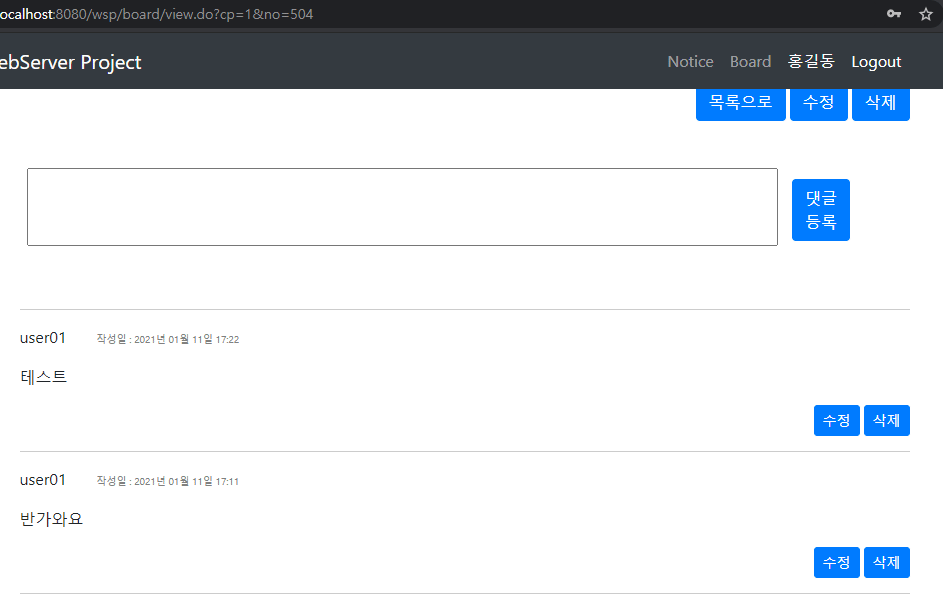 ocalhost:8080/wsp/board/view.do?cp=1&no=504
ebServer Project Notice Board 홍길동 Logout
목록으로 수정 삭제
댓글
등록
user01 작성일 : 2021년 01월 11일 17:22
테스트
수정 삭제
user01 작성일 : 2021년 01월 11일 17:11
반가와요
수정 삭제